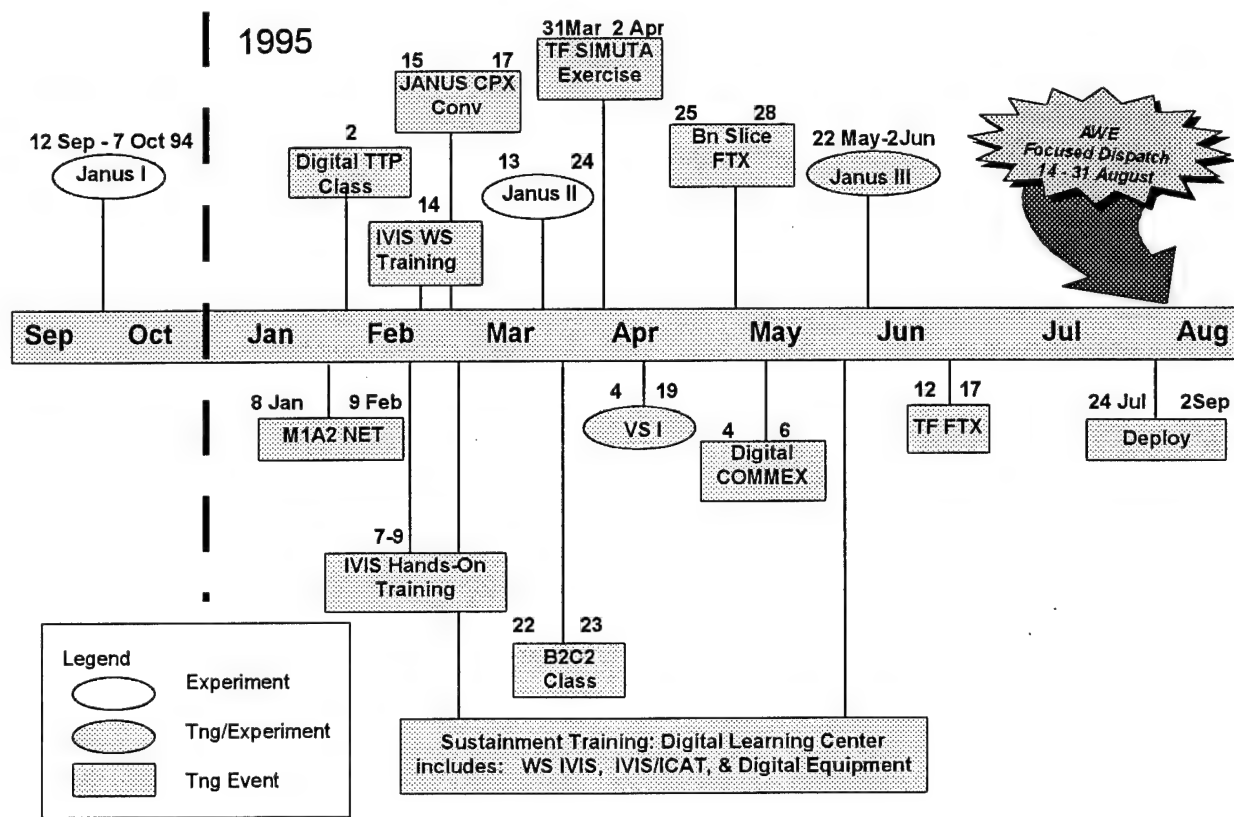 1995
12 Sep - 7 Oct 94
Janus I
2
Digital TTP
Class
15 17
JANUS CPX
Conv
14
IVIS WS
Training
13 24
Janus II
31Mar 2 Apr
TF SIMUTA
Exercise
25 28
Bn Slice
FTX
22 May-2Jun
Janus III
AWE
Focused Dispatch
14 - 31 August
Sep Oct Jan Feb Mar Apr May Jun Jul Aug
8 Jan 9 Feb
M1A2 NET
7-9
IVIS Hands-On
Training
22 23
B2C2
Class
4 19
VS I
4 6
Digital
COMMEX
12 17
TF FTX
24 Jul 2Sep
Deploy
Sustainment Training: Digital Learning Center
includes: WS IVIS, IVIS/ICAT, & Digital Equipment
Legend
Experiment
Tng/Experiment
Tng Event